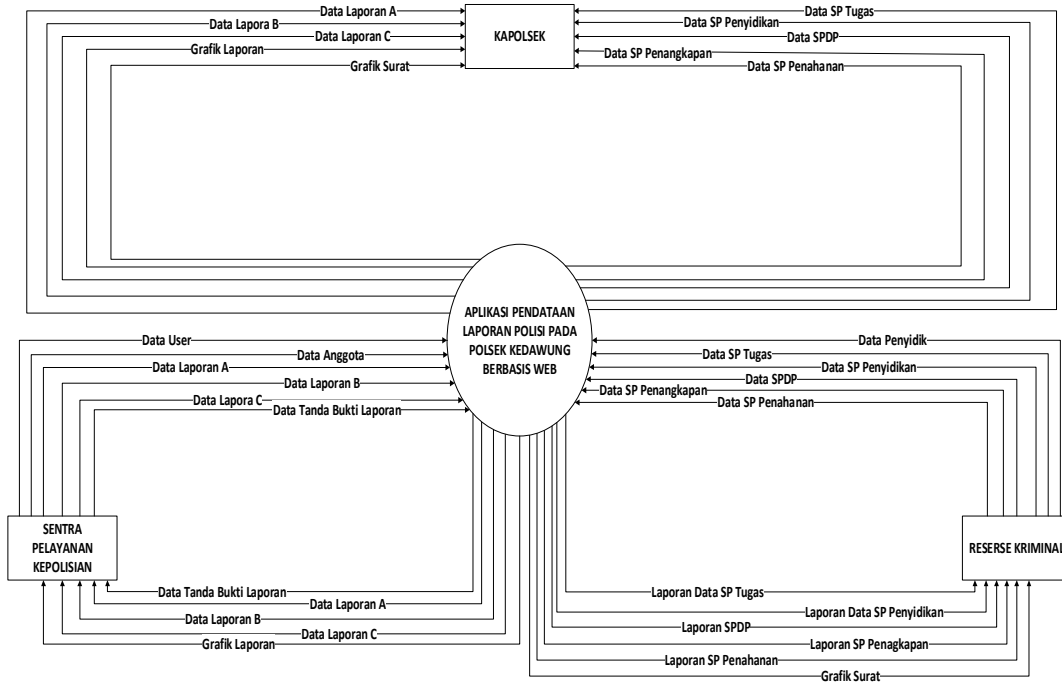 Data Laporan A
Data Lapora B
Data Laporan C
Grafik Laporan
Grafik Surat
KAPOLSEK
Data SP Tugas
Data SP Penyidikan
Data SPDP
Data SP Penangkapan
Data SP Penahanan
APLIKASI PENDATAAN
LAPORAN POLISI PADA
POLSEK KEDAWUNG
BERBASIS WEB
Data User
Data Anggota
Data Laporan A
Data Laporan B
Data Lapora C
Data Tanda Bukti Laporan
Data Penyidik
Data SP Tugas
Data SP Penyidikan
Data SPDP
Data SP Penangkapan
Data SP Penahanan
SENTRA
PELAYANAN
KEPOLISIAN
RESERSE KRIMINAL
Data Tanda Bukti Laporan
Data Laporan A
Data Laporan B
Data Laporan C
Grafik Laporan
Laporan Data SP Tugas
Laporan Data SP Penyidikan
Laporan SPDP
Laporan SP Penagkapan
Laporan SP Penahanan
Grafik Surat